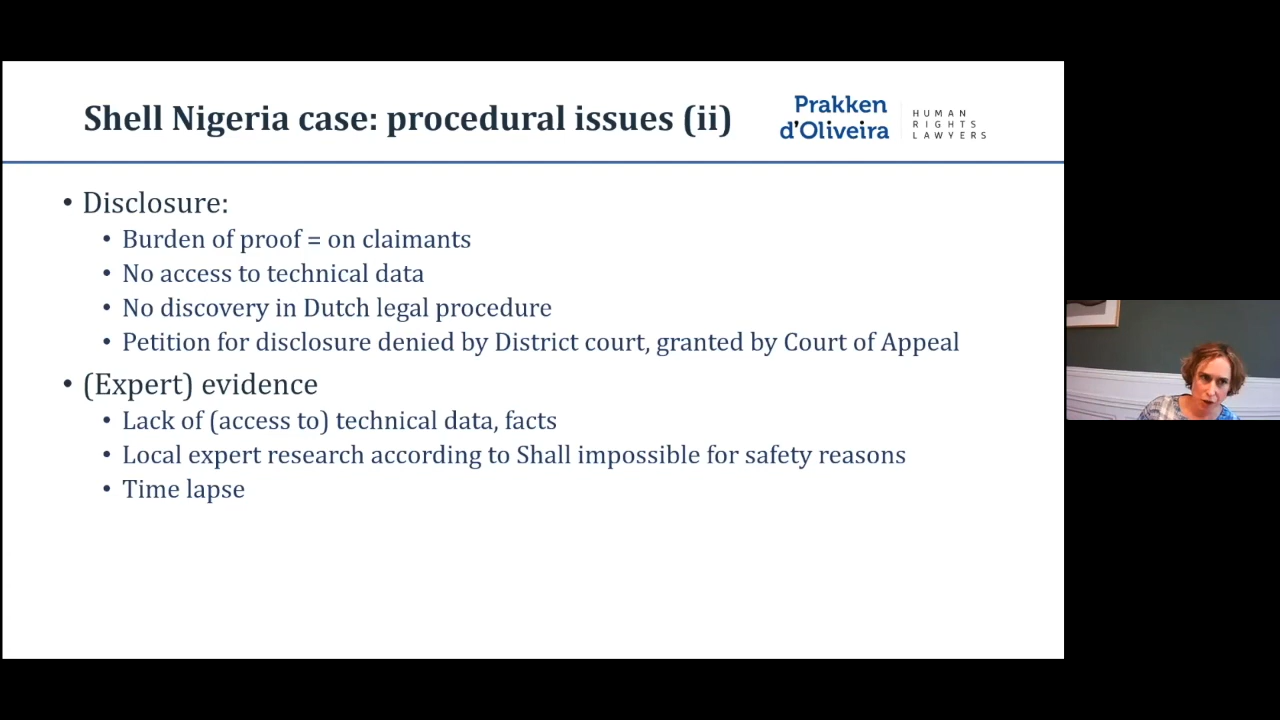 Shell Nigeria case: procedural issues (ii)
Prakken
d'Oliveira
HUMAN
RIGHTS
LAWYERS
• Disclosure:
• Burden of proof = on claimants
• No access to technical data
• No discovery in Dutch legal procedure
• Petition for disclosure denied by District court, granted by Court of Appeal
• (Expert) evidence
• Lack of (access to) technical data, facts
• Local expert research according to Shall impossible for safety reasons
• Time lapse